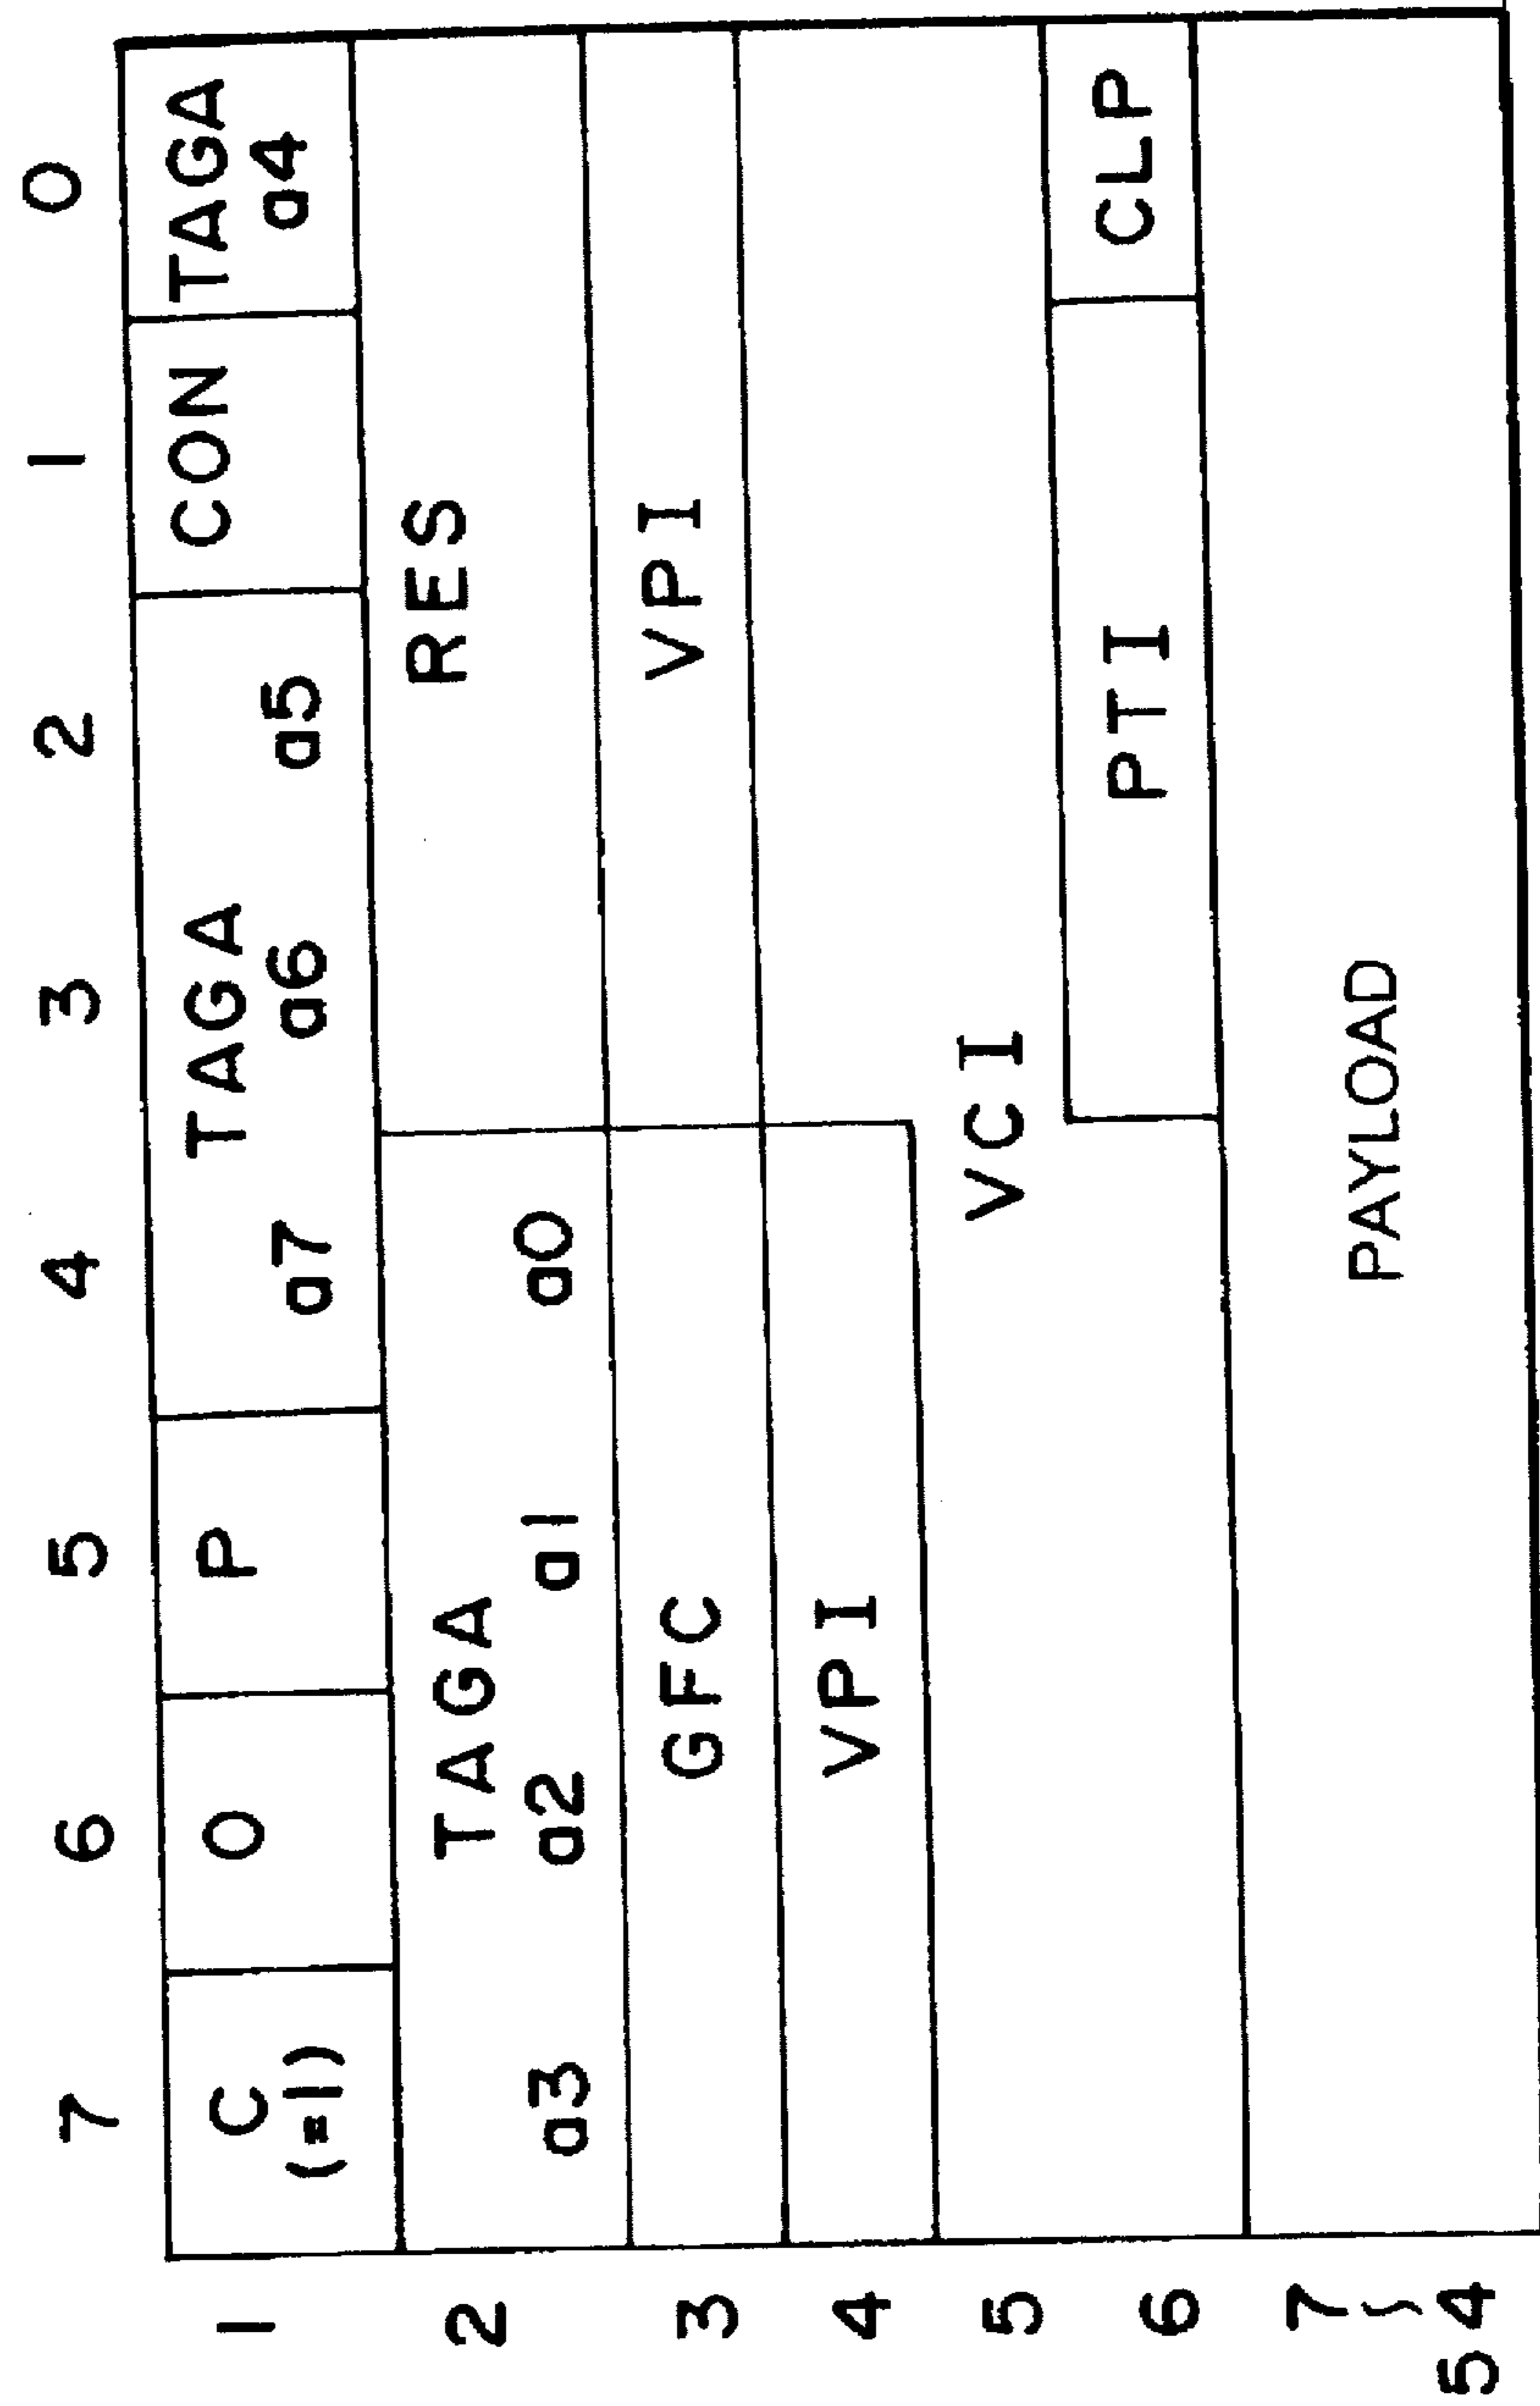 7 6 5 4 3 2 1 0
1 C O P TAGA CON TAGA
(=1) a7 a6 a5 a4
2 TAGA RES
a3 a2 a1 a0
3 GFC VPI
4 VPI
5 VCI
6 PTI CLP
7 PAYLOAD
~
54